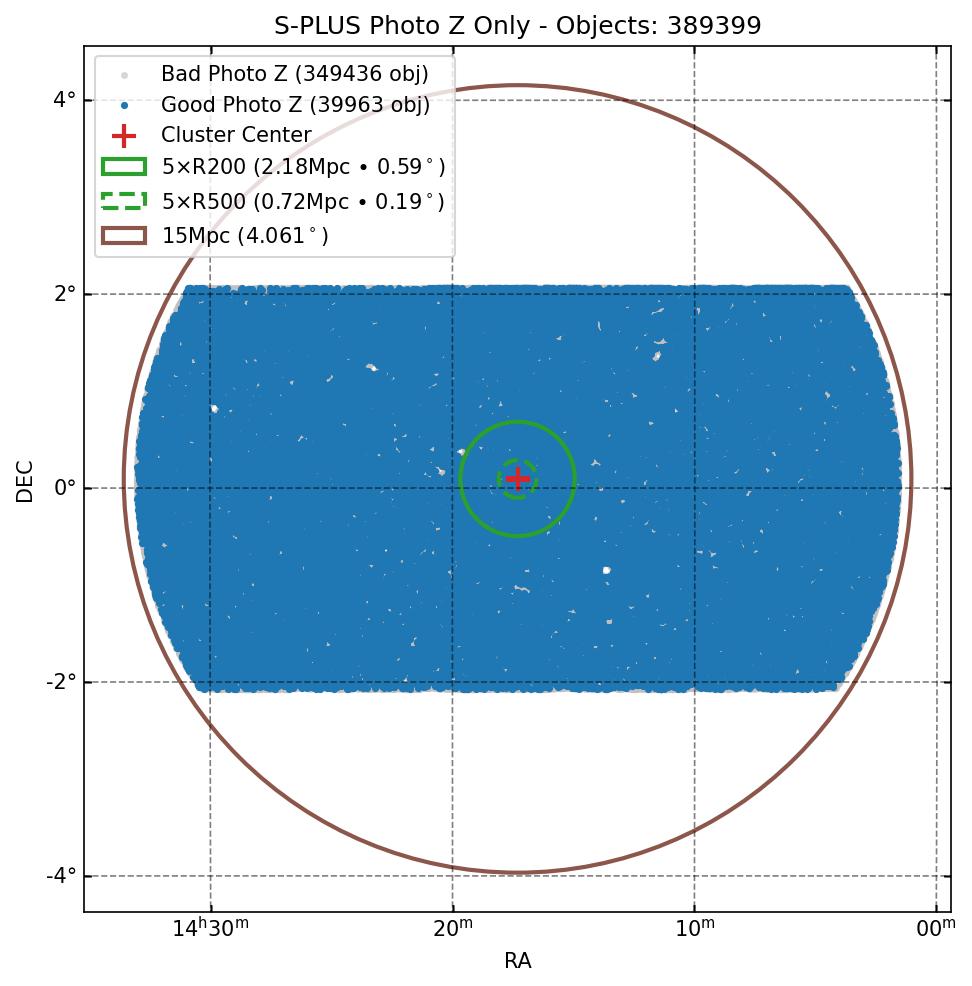 S-PLUS Photo Z Only - Objects: 389399
Bad Photo Z (349436 obj)
Good Photo Z (39963 obj)
Cluster Center
5×R200 (2.18Mpc • 0.59°)
5×R500 (0.72Mpc • 0.19°)
15Mpc (4.061°)
4°
2°
0°
-2°
-4°
DEC
14ʰ30ᵐ 20ᵐ 10ᵐ 00ᵐ
RA